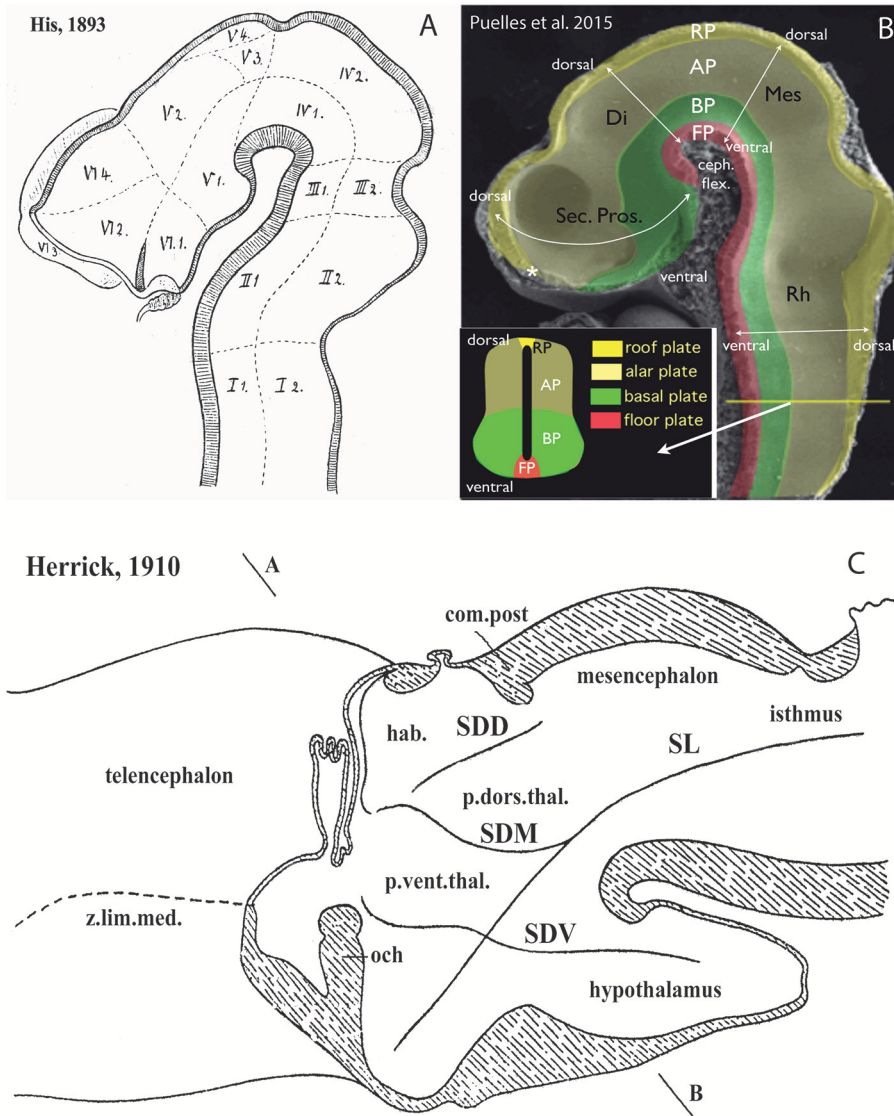 His, 1893
A
V4.
V3.
IV2.
V2.
IV1.
VI4.
V1.
III1.
III2.
VI2.
VI.1.
VI3
II1
II2.
I1.
I2.
Puelles et al. 2015
B
RP
dorsal
dorsal
AP
Mes
BP
Di
FP
ventral
ceph.
flex.
dorsal
Sec. Pros.
*
ventral
Rh
ventral
dorsal
dorsal
RP
AP
BP
FP
ventral
roof plate
alar plate
basal plate
floor plate
Herrick, 1910
A
C
com.post
mesencephalon
isthmus
hab.
SDD
SL
telencephalon
p.dors.thal.
SDM
p.vent.thal.
z.lim.med.
SDV
och
hypothalamus
B